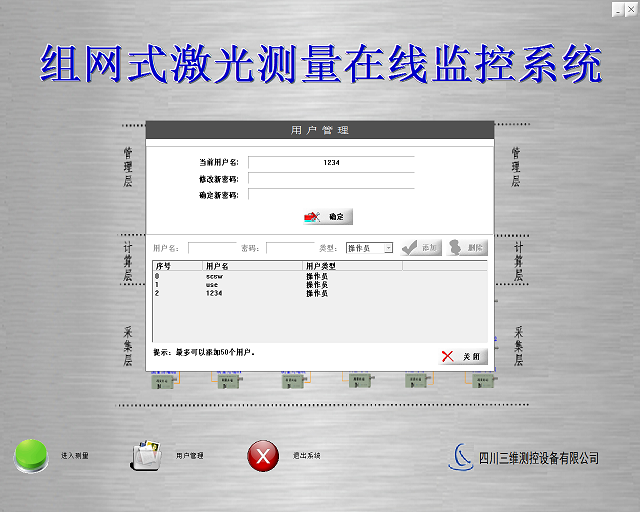 组网式激光测量在线监控系统
用户管理
管理层
管理层
当前用户名: 1234
修改新密码:
确定新密码:
确定
计算层
计算层
用户名: 密码: 类型: 操作员 添加 删除
序号 用户名 用户类型
0 scsw 操作员
1 use 操作员
2 1234 操作员
采集层
采集层
提示: 最多可以添加50个用户。
关闭
进入测量 用户管理 退出系统
四川三维测控设备有限公司